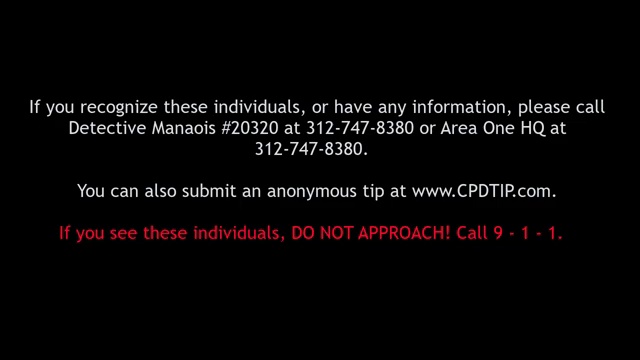 If you recognize these individuals, or have any information, please call
Detective Manaois #20320 at 312-747-8380 or Area One HQ at
312-747-8380.
You can also submit an anonymous tip at www.CPDTIP.com.
If you see these individuals, DO NOT APPROACH! Call 9 - 1 - 1.